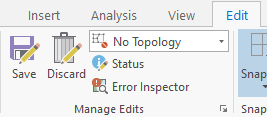 Insert Analysis View Edit
No Topology
Status
Save Discard Error Inspector
Manage Edits